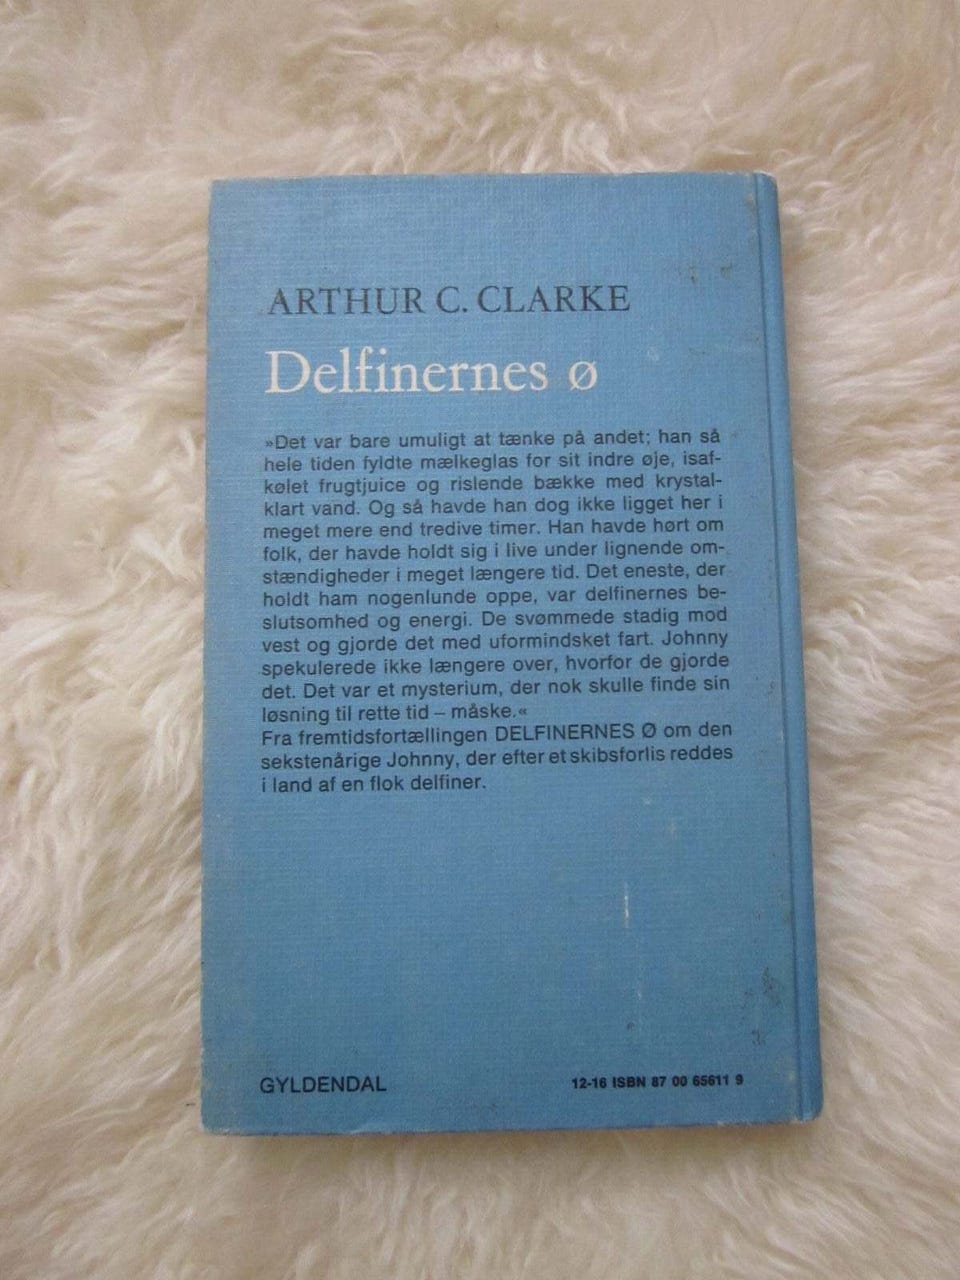 ARTHUR C. CLARKE
Delfinernes ø
»Det var bare umuligt at tænke på andet; han så
hele tiden fyldte mælkeglas for sit indre øje, isaf-
kølet frugtjuice og rislende bække med krystal-
klart vand. Og så havde han dog ikke ligget her i
meget mere end tredive timer. Han havde hørt om
folk, der havde holdt sig i live under lignende om-
stændigheder i meget længere tid. Det eneste, der
holdt ham nogenlunde oppe, var delfinernes be-
slutsomhed og energi. De svømmede stadig mod
vest og gjorde det med uformindsket fart. Johnny
spekulerede ikke længere over, hvorfor de gjorde
det. Det var et mysterium, der nok skulle finde sin
løsning til rette tid – måske.«
Fra fremtidsfortællingen DELFINERNES Ø om den
sekstenårige Johnny, der efter et skibsforlis reddes
i land af en flok delfiner.
GYLDENDAL
12-16 ISBN 87 00 65611 9